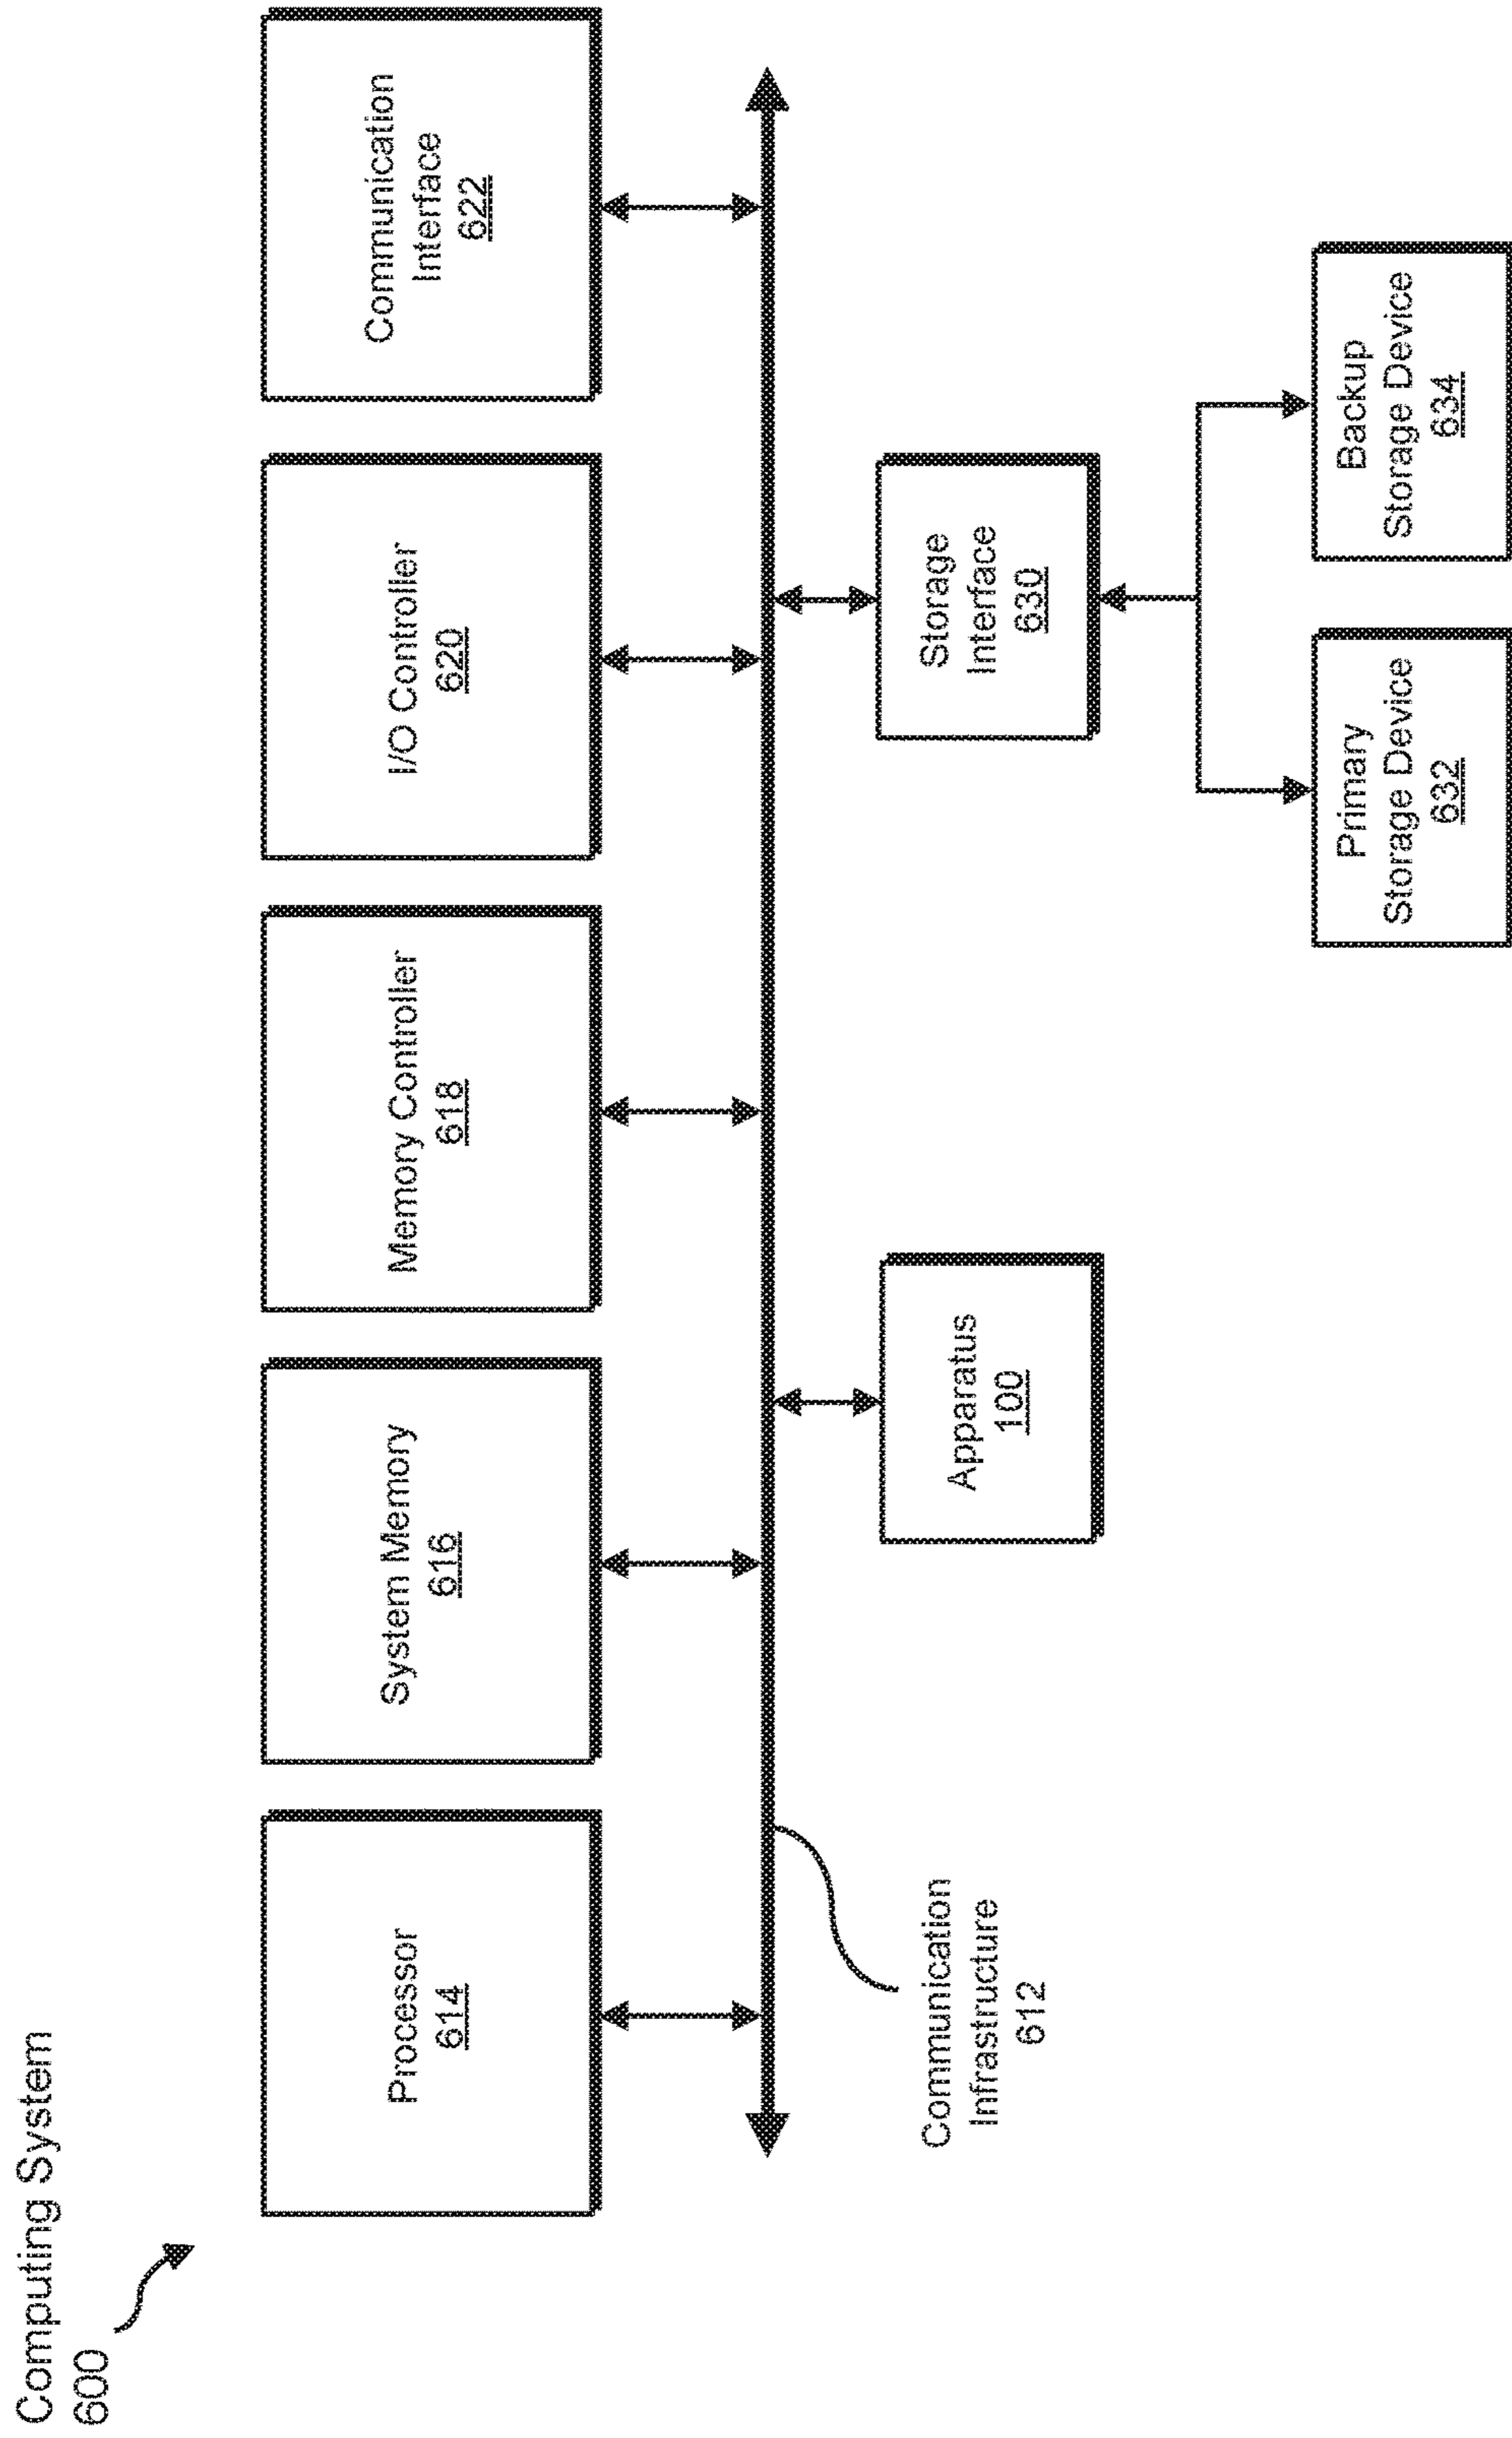 Computing System
600
Processor
614
System Memory
616
Memory Controller
618
I/O Controller
620
Communication
Interface
622
Communication
Infrastructure
612
Apparatus
100
Storage
Interface
630
Primary
Storage Device
632
Backup
Storage Device
634